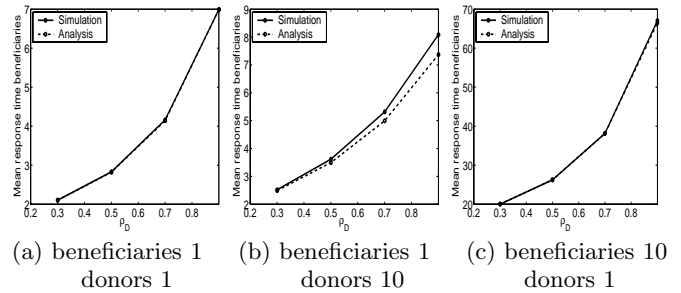 7
6
5
4
3
2
Mean response time beneficiaries
Simulation
Analysis
0.2 0.3 0.4 0.5 0.6 0.7 0.8
ρD
(a) beneficiaries 1
donors 1
9
8
7
6
5
4
3
2
Mean response time beneficiaries
Simulation
Analysis
0.2 0.3 0.4 0.5 0.6 0.7 0.8
ρD
(b) beneficiaries 1
donors 10
70
60
50
40
30
20
Mean response time beneficiaries
Simulation
Analysis
0.2 0.3 0.4 0.5 0.6 0.7 0.8
ρD
(c) beneficiaries 10
donors 1